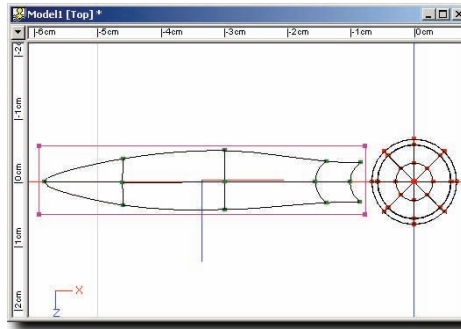 Model1 [Top] *
|-6cm |-5cm |-4cm |-3cm |-2cm |-1cm |0cm
|-2
|-1cm
|0cm
|1cm
|2cm
X
Z